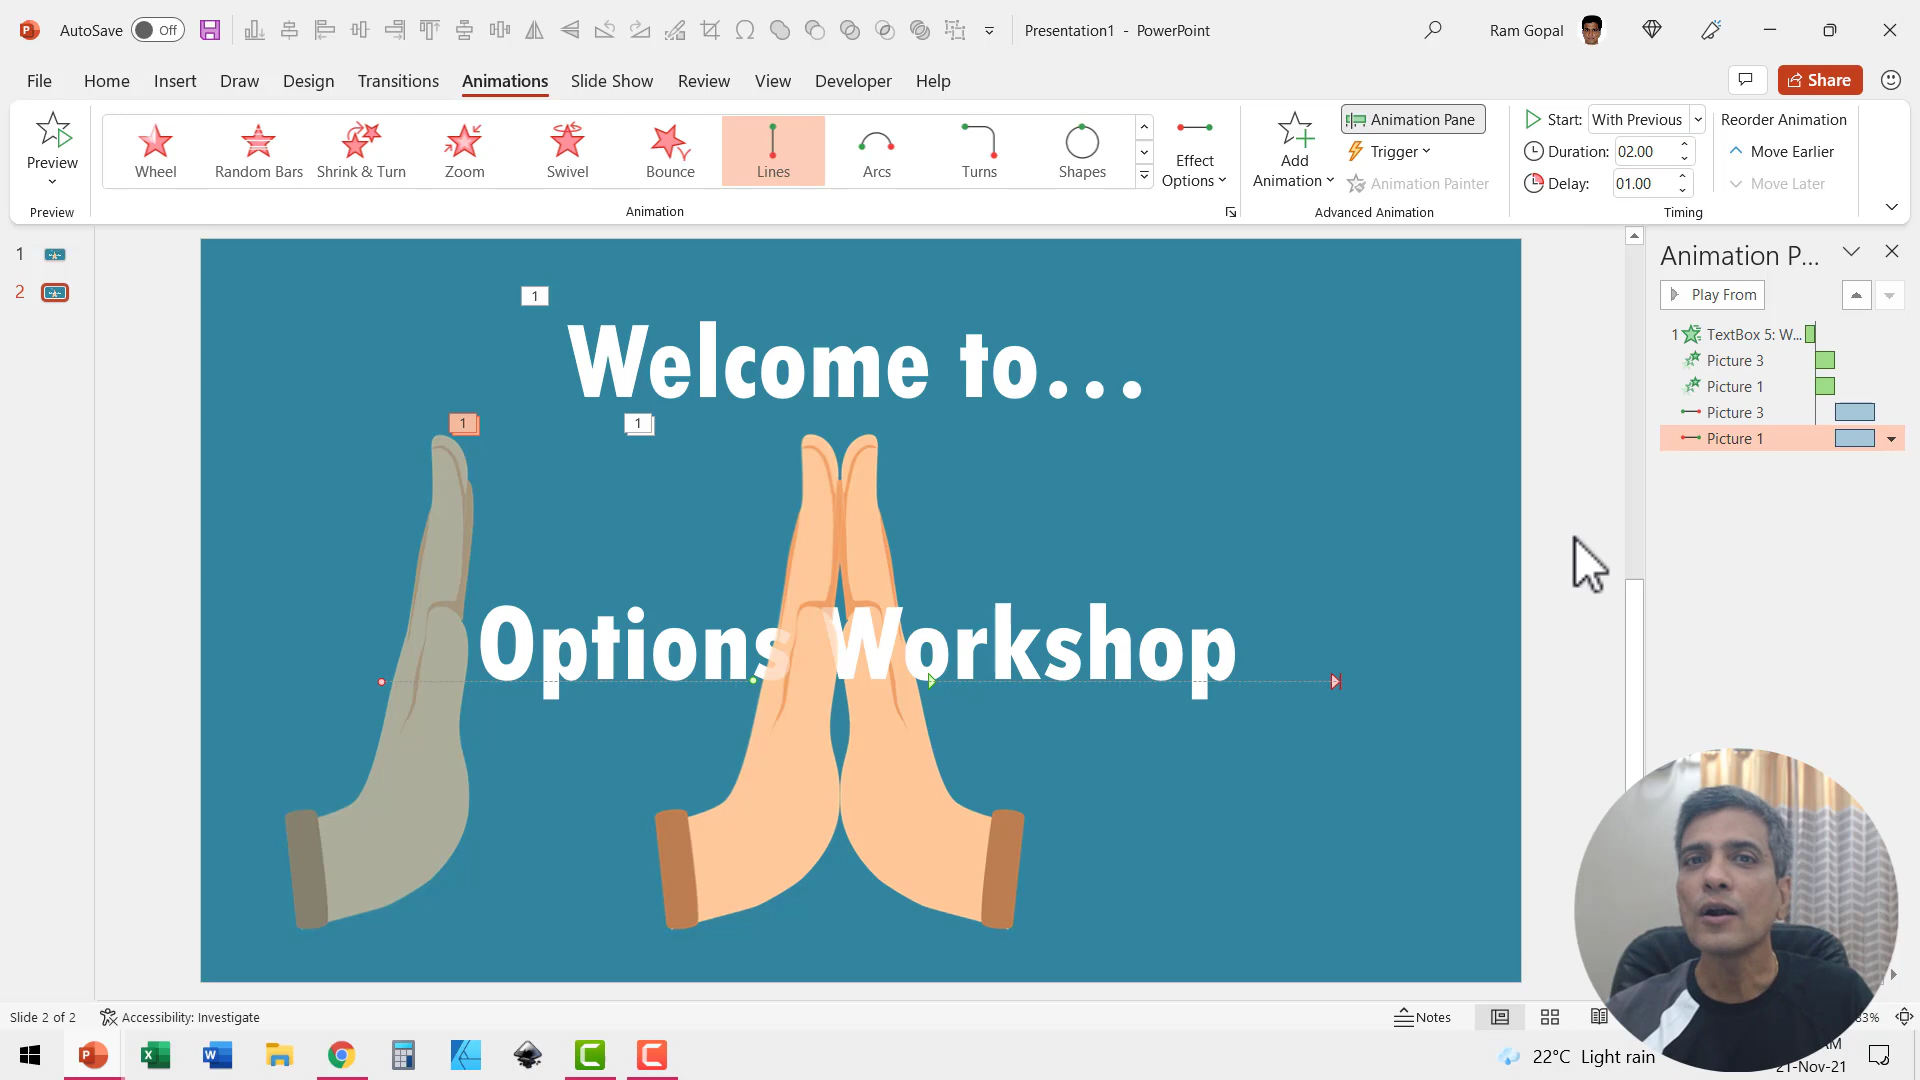 AutoSave Off Presentation1 - PowerPoint Ram Gopal
File Home Insert Draw Design Transitions Animations Slide Show Review View Developer Help Share
Preview
Preview
Wheel Random Bars Shrink & Turn Zoom Swivel Bounce Lines Arcs Turns Shapes
Animation
Effect Options
Add Animation
Animation Pane
Trigger
Animation Painter
Advanced Animation
Start: With Previous
Duration: 02.00
Delay: 01.00
Timing
Reorder Animation
Move Earlier
Move Later
1
2
1
Welcome to...
1 1
Options Workshop
Animation P...
Play From
1 TextBox 5: W...
Picture 3
Picture 1
Picture 3
Picture 1
Slide 2 of 2 Accessibility: Investigate Notes
22°C Light rain
21-Nov-21